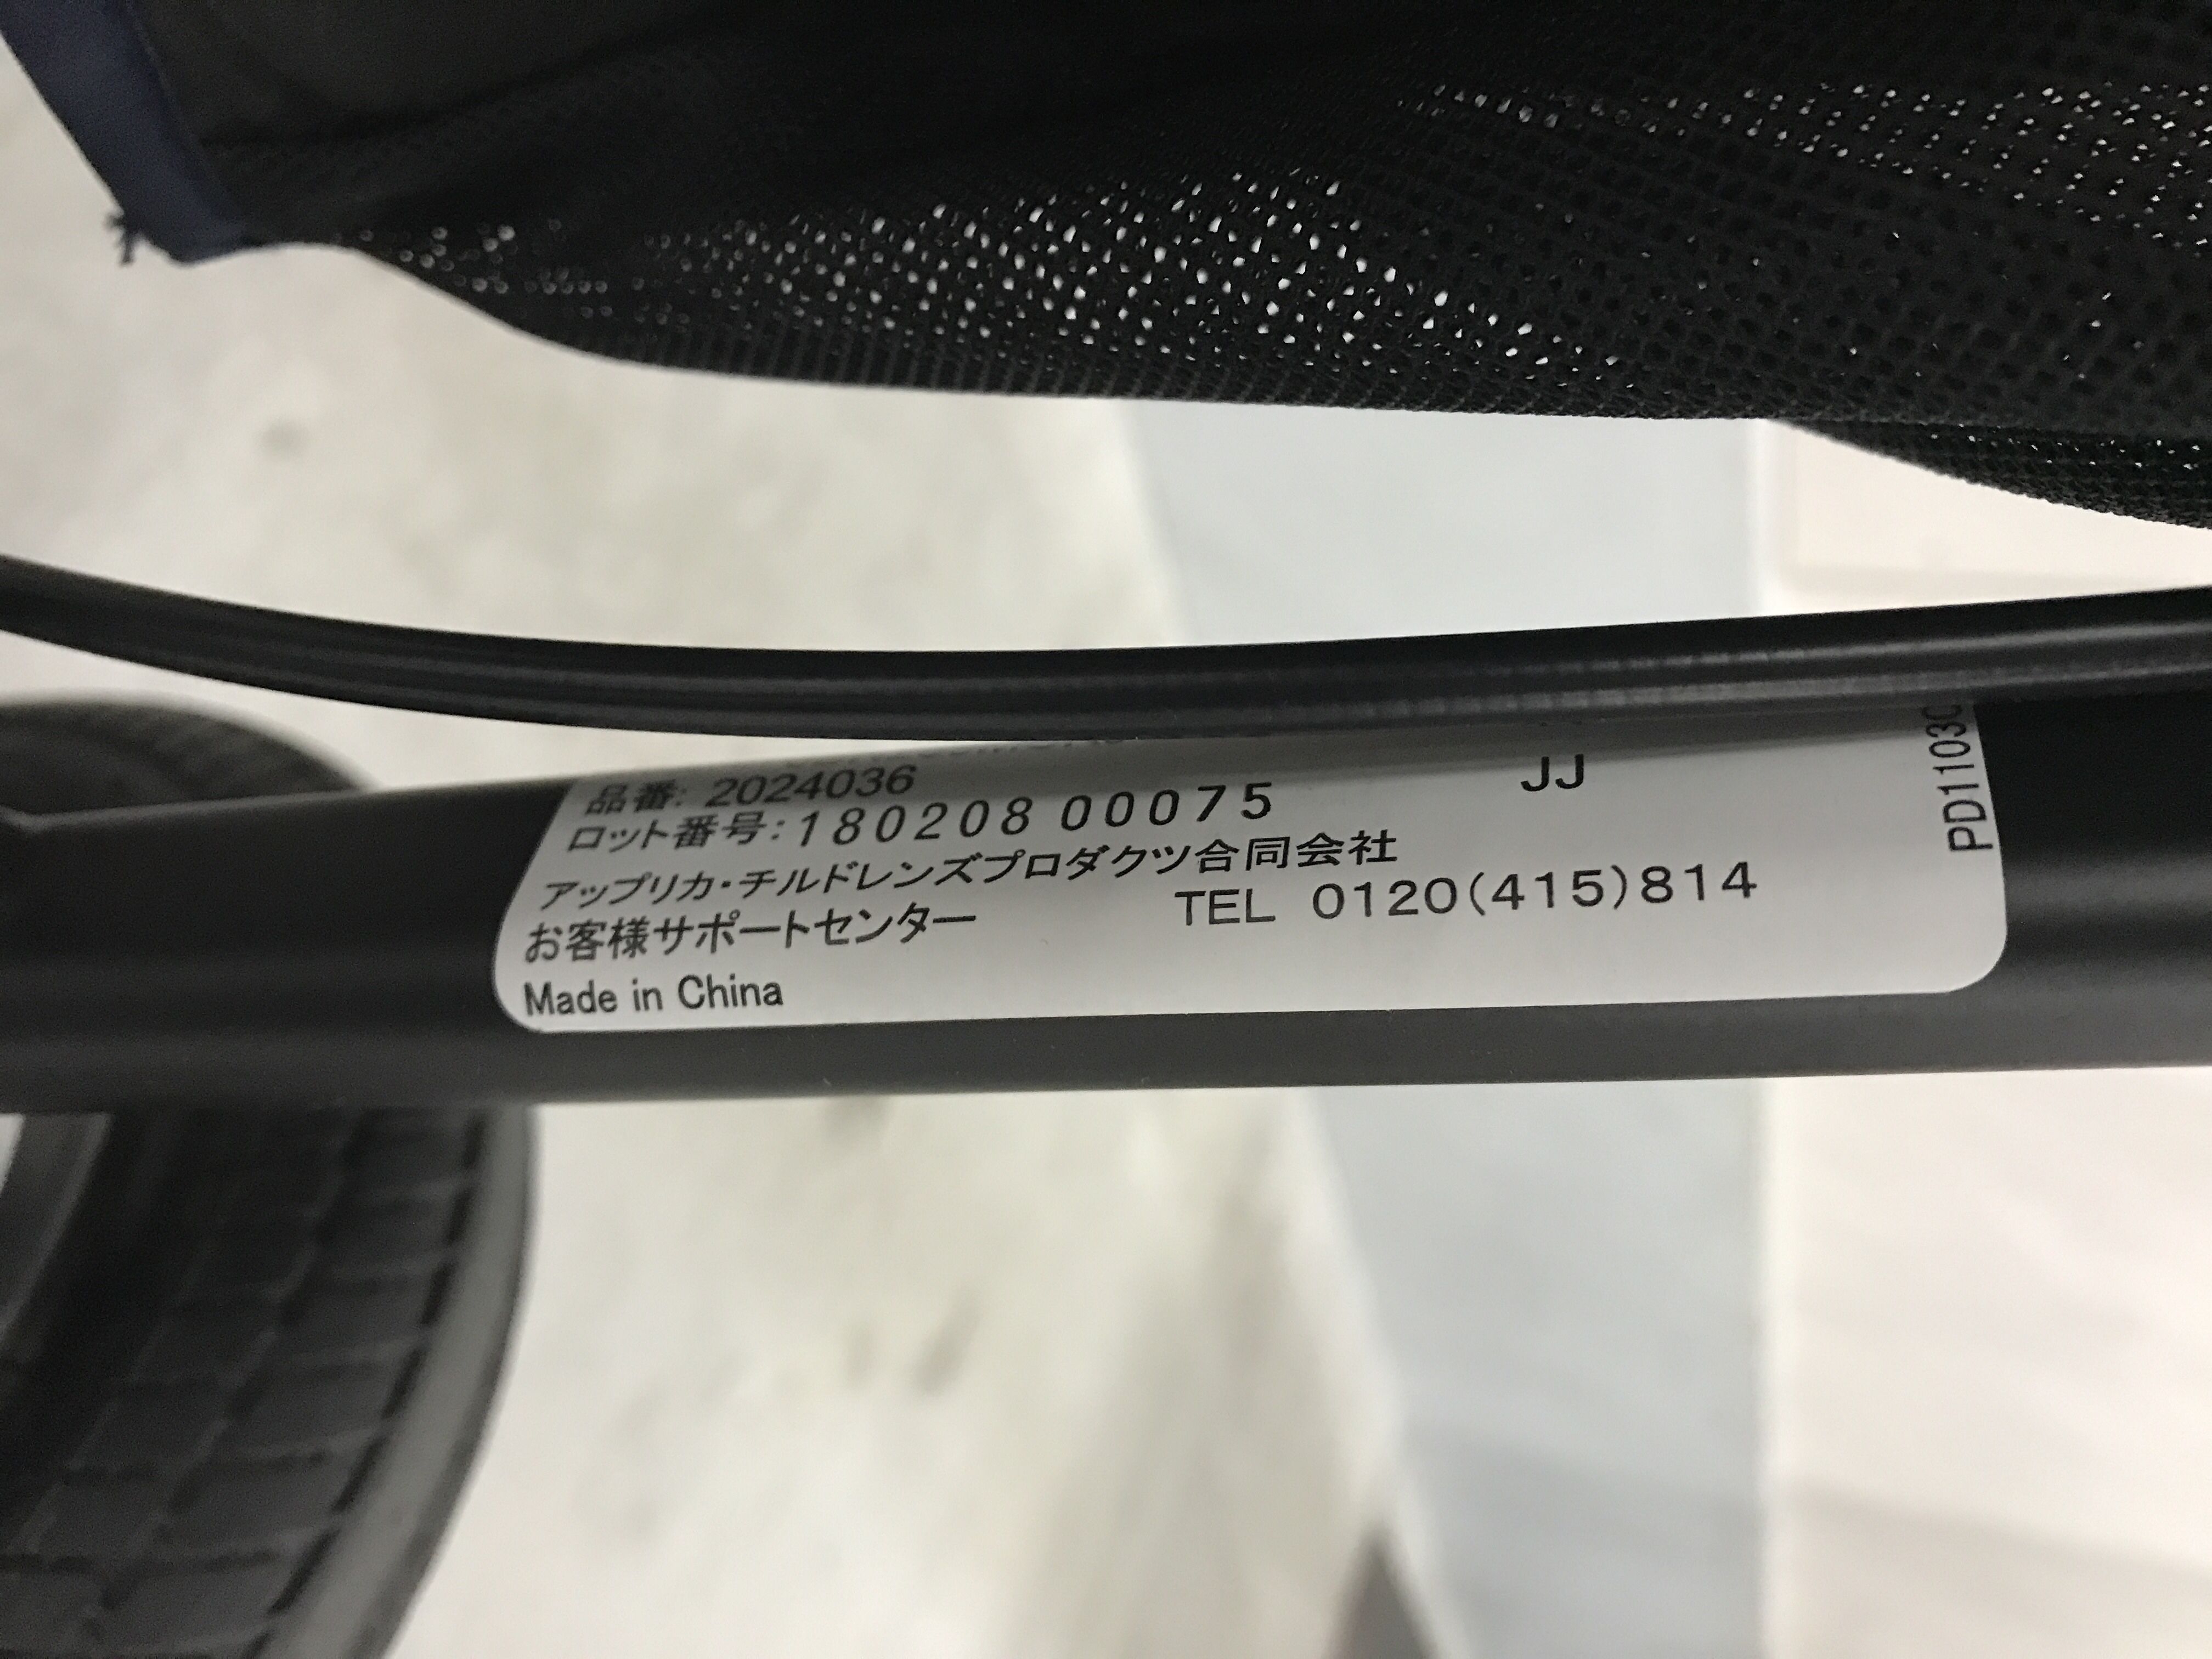 品番: 2024036
ロット番号:180208 00075
JJ
アップリカ・チルドレンズプロダクツ合同会社
お客様サポートセンター TEL 0120(415)814
Made in China